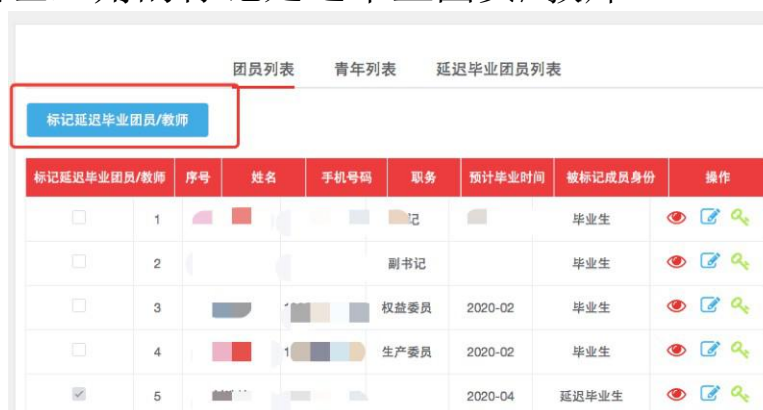 团员列表 青年列表 延迟毕业团员列表
标记延迟毕业团员/教师
标记延迟毕业团员/教师 序号 姓名 手机号码 职务 预计毕业时间 被标记成员身份 操作
1 记 毕业生
2 副书记 毕业生
3 权益委员 2020-02 毕业生
4 1 生产委员 2020-02 毕业生
5 2020-04 延迟毕业生